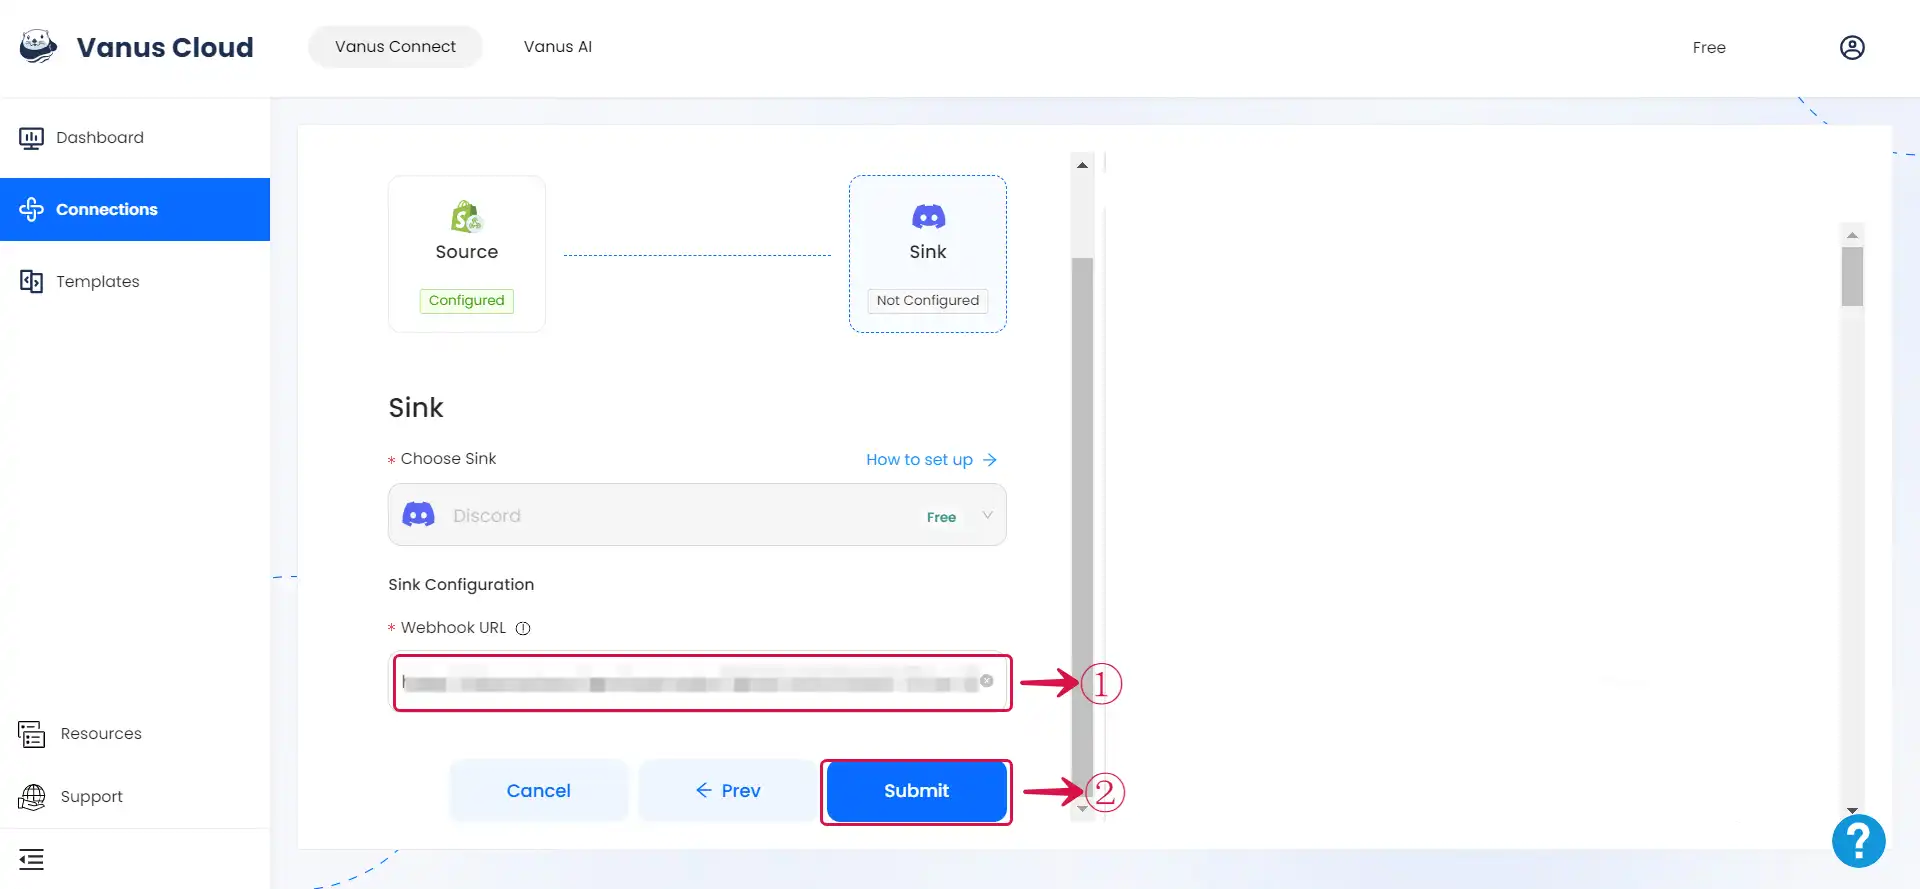 Vanus Cloud
Vanus Connect
Vanus AI
Free
Dashboard
Connections
Templates
Source
Configured
Sink
Not Configured
Sink
* Choose Sink
How to set up →
Discord
Free
Sink Configuration
* Webhook URL
①
Cancel
← Prev
Submit
②
Resources
Support
?